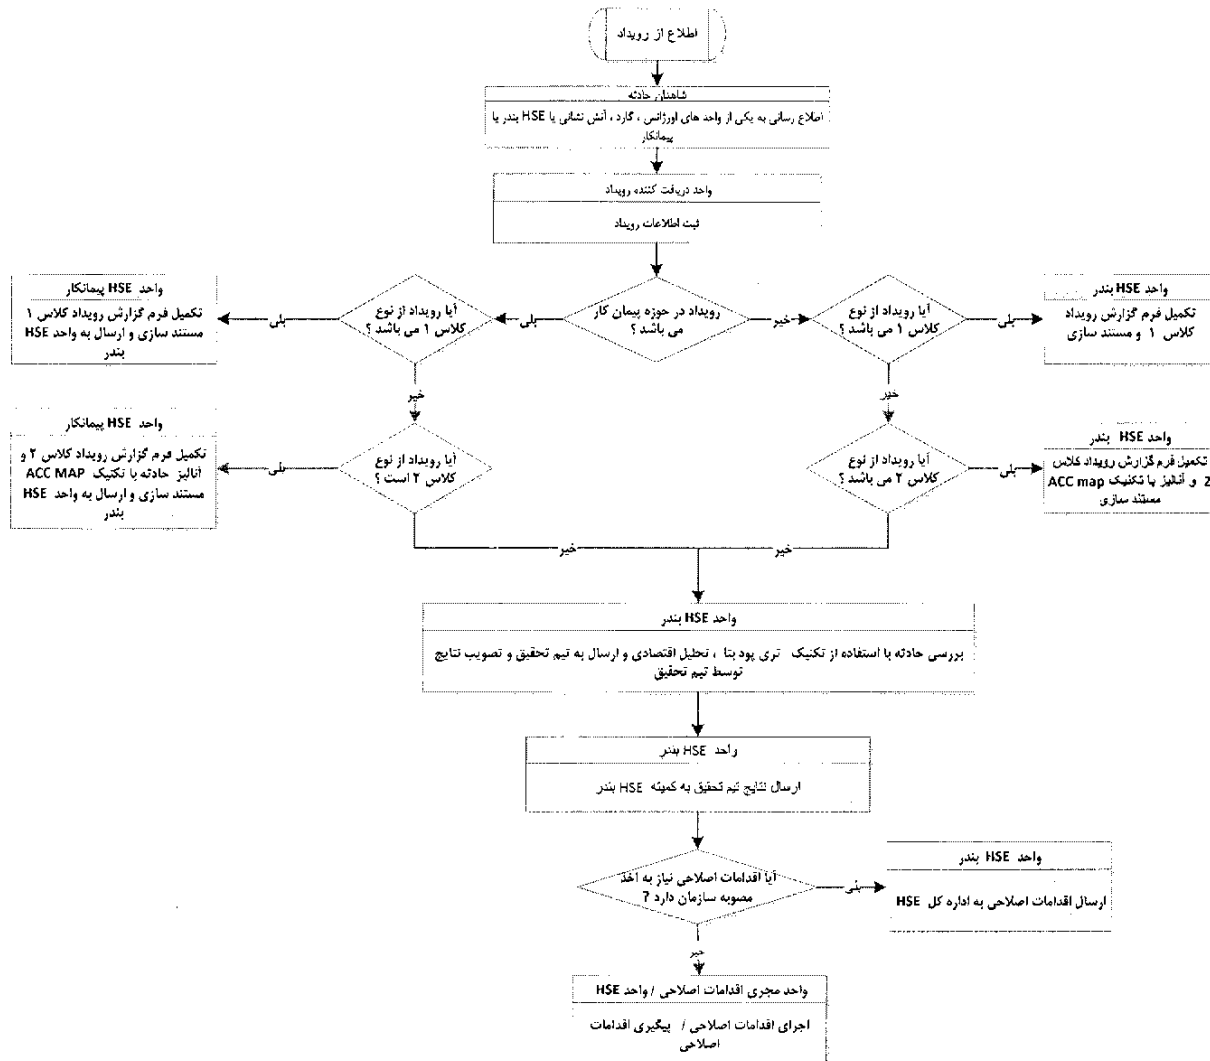 اطلاع از رویداد
شاهدان حادثه
اطلاع رسانی به یکی از واحد های اورژانس ، گارد ، آتش نشانی یا HSE بندر یا
پیمانکار
واحد دریافت کننده رویداد
ثبت اطلاعات رویداد
واحد HSE بندر
تکمیل فرم گزارش رویداد
کلاس ۱ و مستند سازی
بلی
آیا رویداد از نوع
کلاس ۱ می باشد ؟
خیر
رویداد در حوزه پیمان کار
می باشد ؟
بلی
آیا رویداد از نوع
کلاس ۱ می باشد ؟
بلی
واحد HSE پیمانکار
تکمیل فرم گزارش رویداد کلاس ۱
مستند سازی و ارسال به واحد HSE
بندر
خیر
خیر
واحد HSE بندر
تکمیل فرم گزارش رویداد کلاس
2 و آنالیز با تکنیک ACC map
مستند سازی
بلی
آیا رویداد از نوع
کلاس ۲ می باشد ؟
آیا رویداد از نوع
کلاس ۲ است ؟
بلی
واحد HSE پیمانکار
تکمیل فرم گزارش رویداد کلاس ۲ و
آنالیز حادثه با تکنیک ACC MAP
مستند سازی و ارسال به واحد HSE
بندر
خیر
خیر
واحد HSE بندر
بررسی حادثه با استفاده از تکنیک تری پود بتا ، تحلیل اقتصادی و ارسال به تیم تحقیق و تصویب نتایج
توسط تیم تحقیق
واحد HSE بندر
ارسال نتایج تیم تحقیق به کمیته HSE بندر
آیا اقدامات اصلاحی نیاز به اخذ
مصوبه سازمان دارد ؟
بلی
واحد HSE بندر
ارسال اقدامات اصلاحی به اداره کل HSE
خیر
واحد مجری اقدامات اصلاحی / واحد HSE
اجرای اقدامات اصلاحی / پیگیری اقدامات
اصلاحی